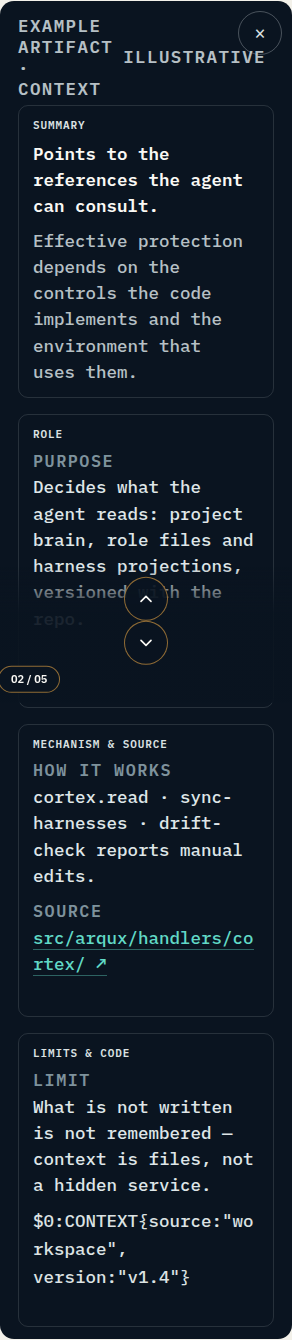 EXAMPLE
ARTIFACT
·
CONTEXT
ILLUSTRATIVE
×
SUMMARY
Points to the
references the agent
can consult.
Effective protection
depends on the
controls the code
implements and the
environment that
uses them.
ROLE
PURPOSE
Decides what the
agent reads: project
brain, role files and
harness projections,
versioned with the
repo.
02 / 05
MECHANISM & SOURCE
HOW IT WORKS
cortex.read · sync-
harnesses · drift-
check reports manual
edits.
SOURCE
src/arqux/handlers/co
rtex/ ↗
LIMITS & CODE
LIMIT
What is not written
is not remembered —
context is files, not
a hidden service.
$0:CONTEXT{source:"wo
rkspace",
version:"v1.4"}